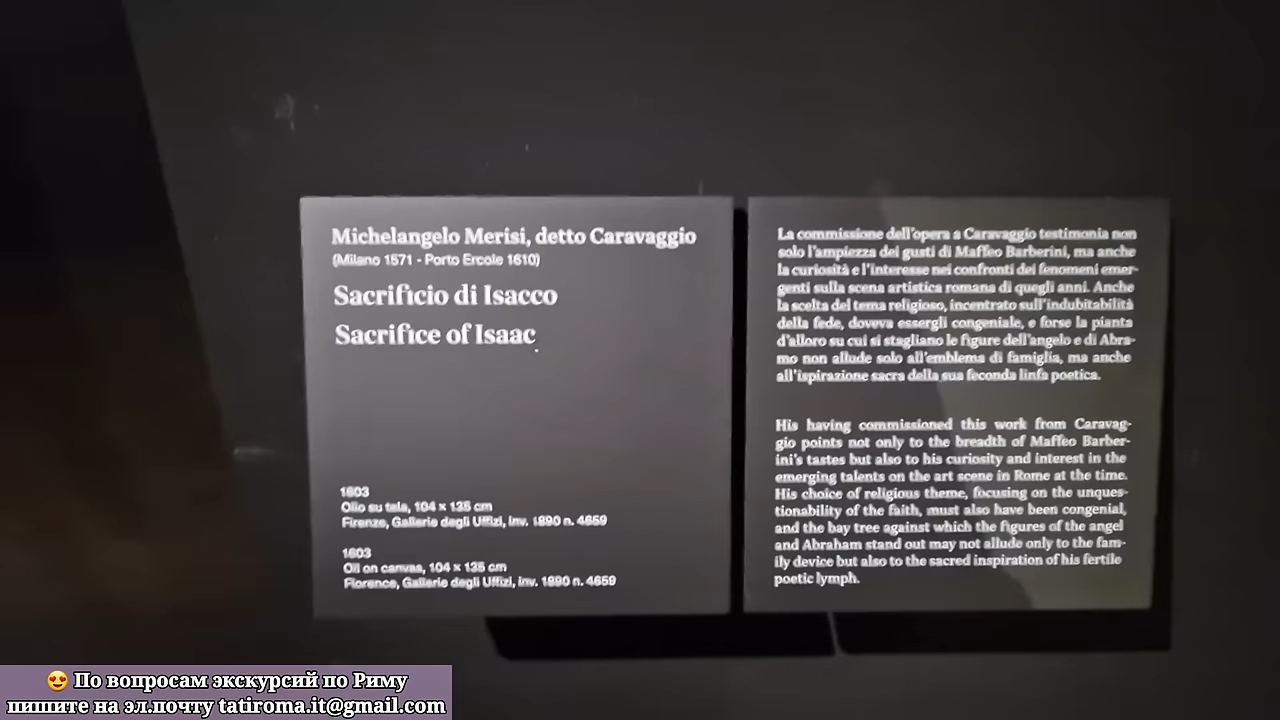 Michelangelo Merisi, detto Caravaggio
(Milano 1571 - Porto Ercole 1610)
Sacrificio di Isacco
Sacrifice of Isaac
1603
Olio su tela, 104 x 135 cm
Firenze, Gallerie degli Uffizi, inv. 1890 n. 4659
1603
Oil on canvas, 104 x 135 cm
Florence, Gallerie degli Uffizi, inv. 1890 n. 4659
La commissione dell'opera a Caravaggio testimonia non
solo l'ampiezza dei gusti di Maffeo Barberini, ma anche
la curiosità e l'interesse nei confronti dei fenomeni emer-
genti sulla scena artistica romana di quegli anni. Anche
la scelta del tema religioso, incentrato sull'indubitabilità
della fede, doveva essergli congeniale, e forse la pianta
d'alloro su cui si stagliano le figure dell'angelo e di Abra-
mo non allude solo all'emblema di famiglia, ma anche
all'ispirazione sacra della sua feconda linfa poetica.
His having commissioned this work from Caravag-
gio points not only to the breadth of Maffeo Barber-
ini's tastes but also to his curiosity and interest in the
emerging talents on the art scene in Rome at the time.
His choice of religious theme, focusing on the unques-
tionability of the faith, must also have been congenial,
and the bay tree against which the figures of the angel
and Abraham stand out may not allude only to the fam-
ily device but also to the sacred inspiration of his fertile
poetic lymph.
😍 По вопросам экскурсий по Риму
пишите на эл.почту tatiroma.it@gmail.com